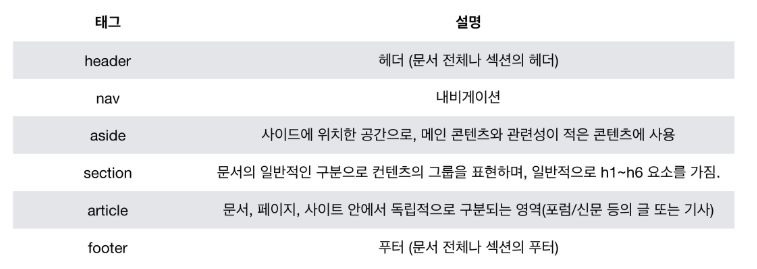 태그 설명
header 헤더 (문서 전체나 섹션의 헤더)
nav 내비게이션
aside 사이드에 위치한 공간으로, 메인 콘텐츠와 관련성이 적은 콘텐츠에 사용
section 문서의 일반적인 구분으로 컨텐츠의 그룹을 표현하며, 일반적으로 h1~h6 요소를 가짐.
article 문서, 페이지, 사이트 안에서 독립적으로 구분되는 영역(포럼/신문 등의 글 또는 기사)
footer 푸터 (문서 전체나 섹션의 푸터)